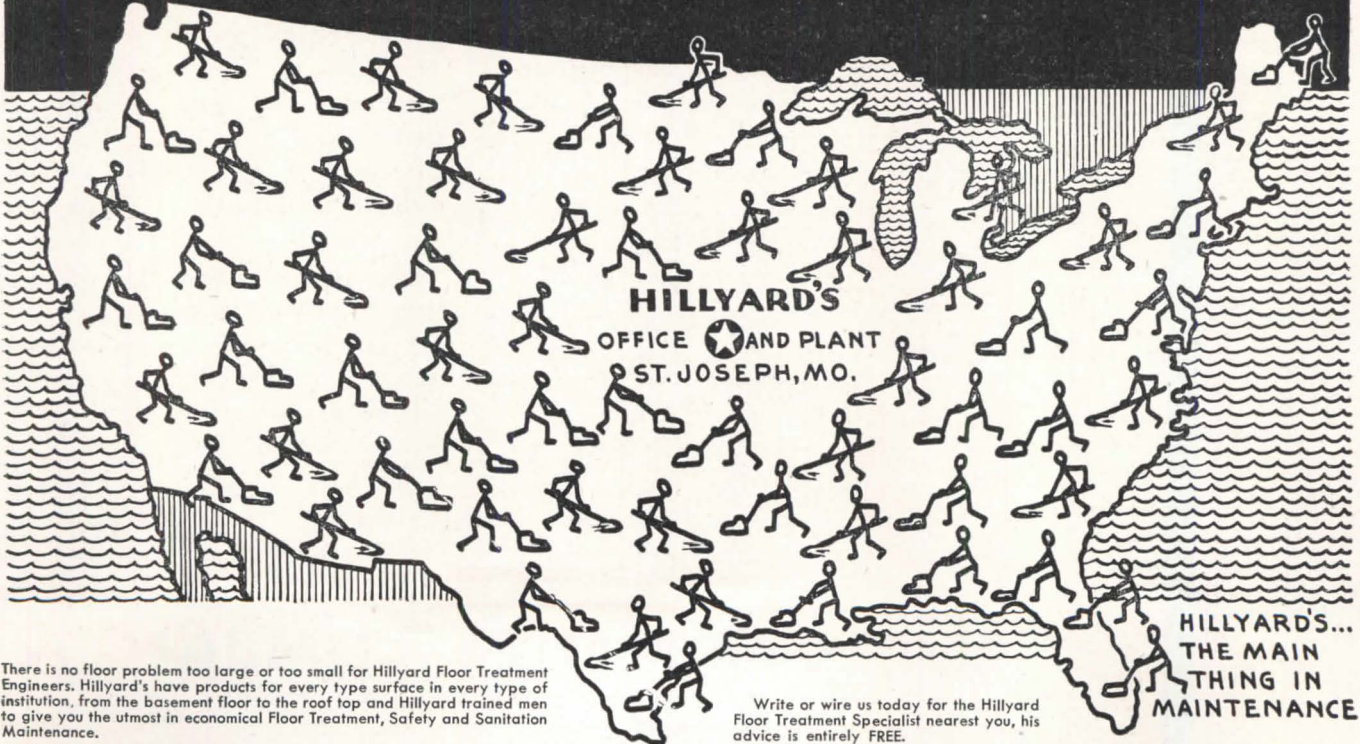 HILLYARD'S
OFFICE AND PLANT
ST. JOSEPH, MO.
There is no floor problem too large or too small for Hillyard Floor Treatment
Engineers. Hillyard's have products for every type surface in every type of
institution, from the basement floor to the roof top and Hillyard trained men
to give you the utmost in economical Floor Treatment, Safety and Sanitation
Maintenance.
Write or wire us today for the Hillyard
Floor Treatment Specialist nearest you, his
advice is entirely FREE.
HILLYARD'S...
THE MAIN
THING IN
MAINTENANCE